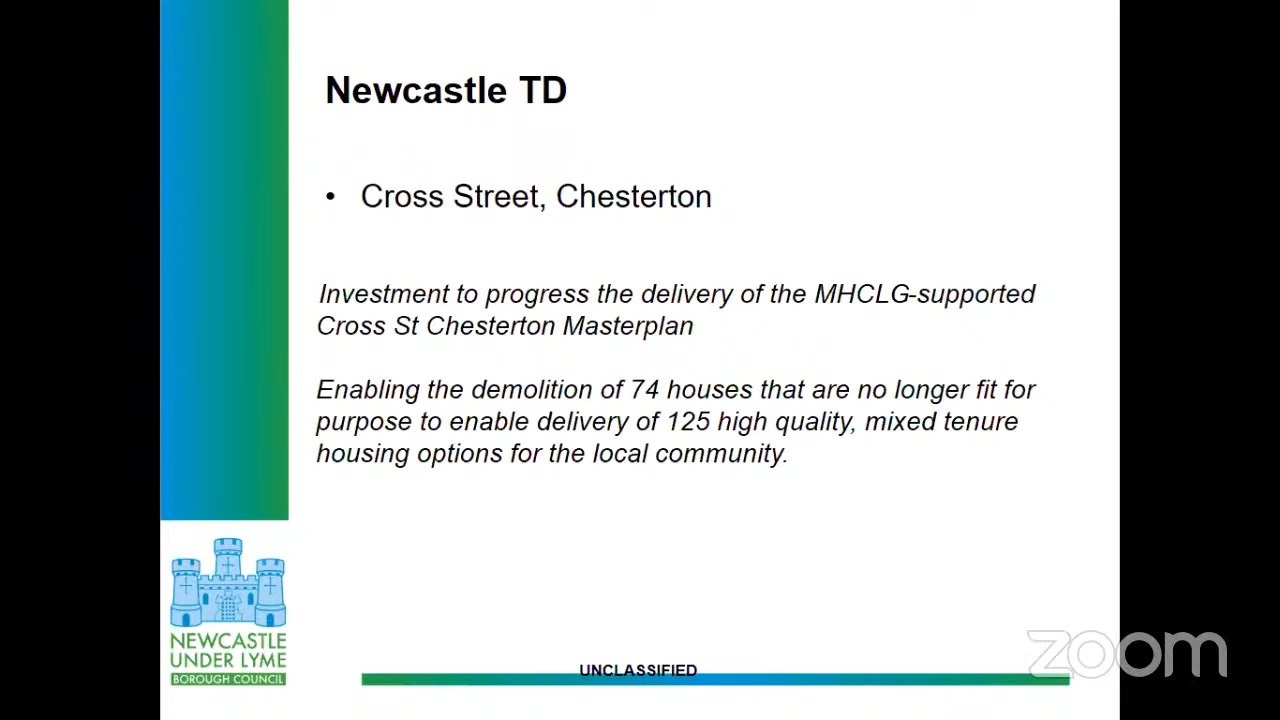 Newcastle TD
• Cross Street, Chesterton
Investment to progress the delivery of the MHCLG-supported
Cross St Chesterton Masterplan
Enabling the demolition of 74 houses that are no longer fit for
purpose to enable delivery of 125 high quality, mixed tenure
housing options for the local community.
NEWCASTLE
UNDER LYME
BOROUGH COUNCIL
UNCLASSIFIED
zoom